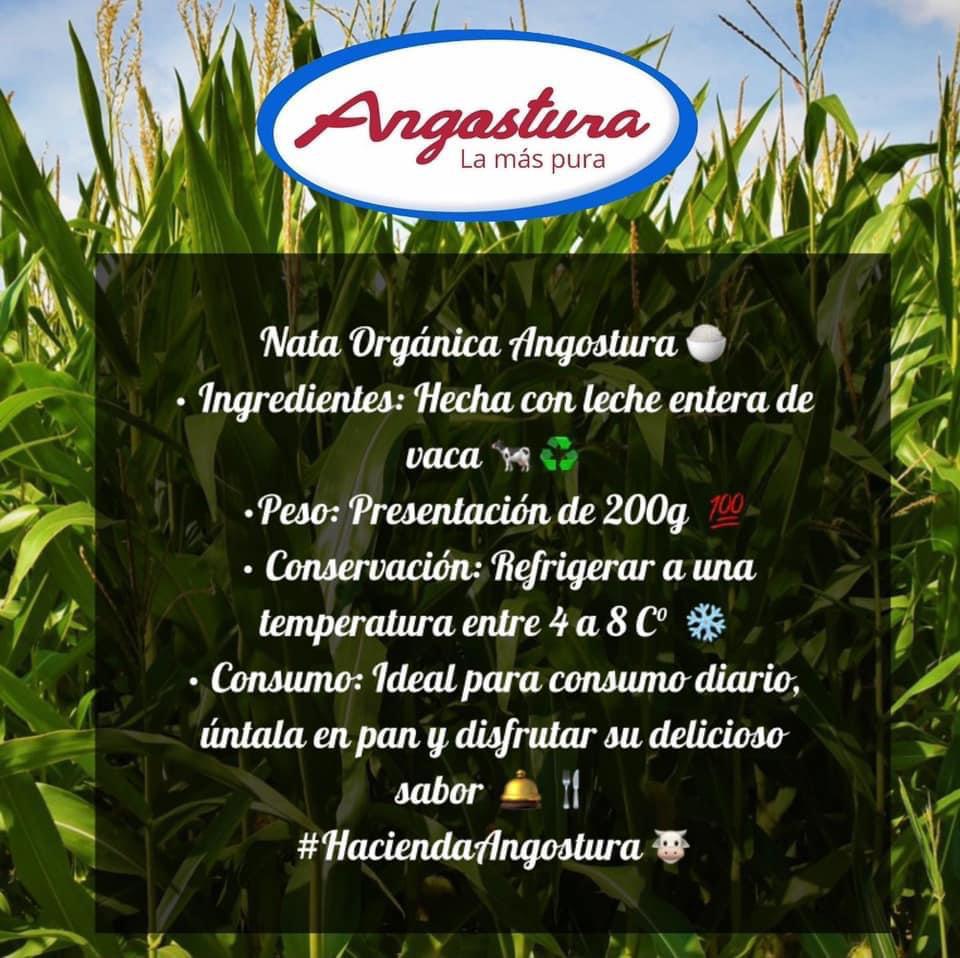 Angostura
La más pura
Nata Orgánica Angostura 🍚
• Ingredientes: Hecha con leche entera de
vaca 🐄♻️
•Peso: Presentación de 200g 💯
• Conservación: Refrigerar a una
temperatura entre 4 a 8 Cº ❄️
• Consumo: Ideal para consumo diario,
úntala en pan y disfrutar su delicioso
sabor 🛎️🍴
#HaciendaAngostura 🐮